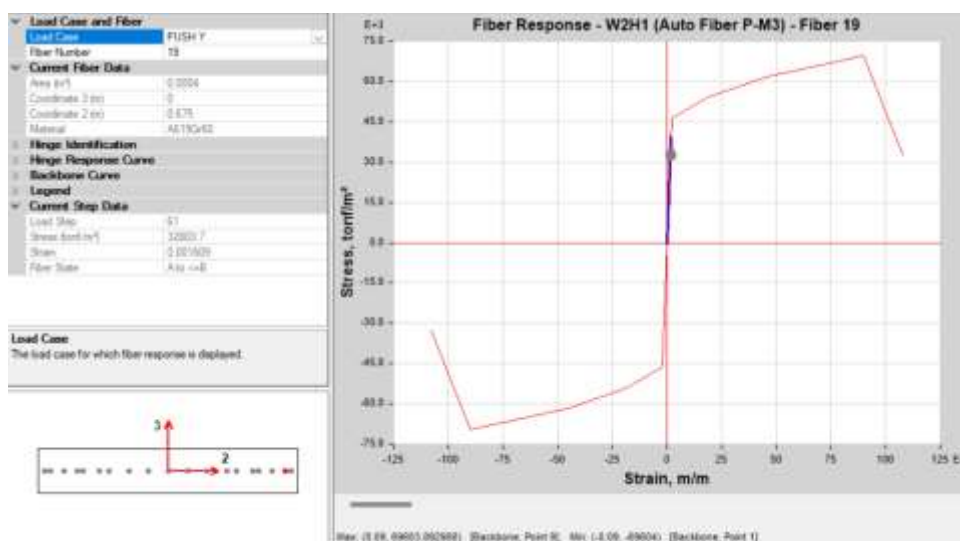 Load Case and Fiber
Load Case PUSH Y
Fiber Number 19
Current Fiber Data
Area (m²) 0.0004
Coordinate 3 (m) 0
Coordinate 2 (m) 0.675
Material
Hinge Identification
Hinge Response Curve
Backbone Curve
Legend
Current Step Data
Load Step 61
Stress (tonf/m²)
Strain
Fiber State A to <=B
Load Case
The load case for which fiber response is displayed.
3
2
Fiber Response - W2H1 (Auto Fiber P-M3) - Fiber 19
E+3
75.0
60.0
45.0
30.0
15.0
0.0
-15.0
-30.0
-45.0
-60.0
-75.0
Stress, tonf/m²
-125 -100 -75 -50 -25 0 25 50 75 100 125 E
Strain, m/m
[Backbone, Point 1]